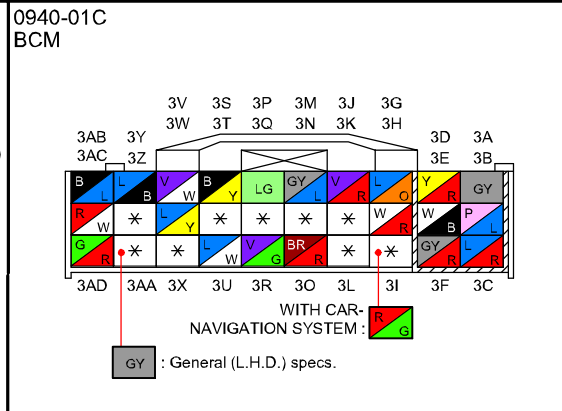 0940-01C
BCM
3V 3S 3P 3M 3J 3G
3W 3T 3Q 3N 3K 3H
3AB 3Y 3D 3A
3AC 3Z 3E 3B
B L L B V W B Y LG GY L V R L O Y R GY
R W * L Y * * * * W R W B P L
G R * * L W V G BR R * * GY R L R
3AD 3AA 3X 3U 3R 3O 3L 3I 3F 3C
WITH CAR-
NAVIGATION SYSTEM : R G
GY : General (L.H.D.) specs.